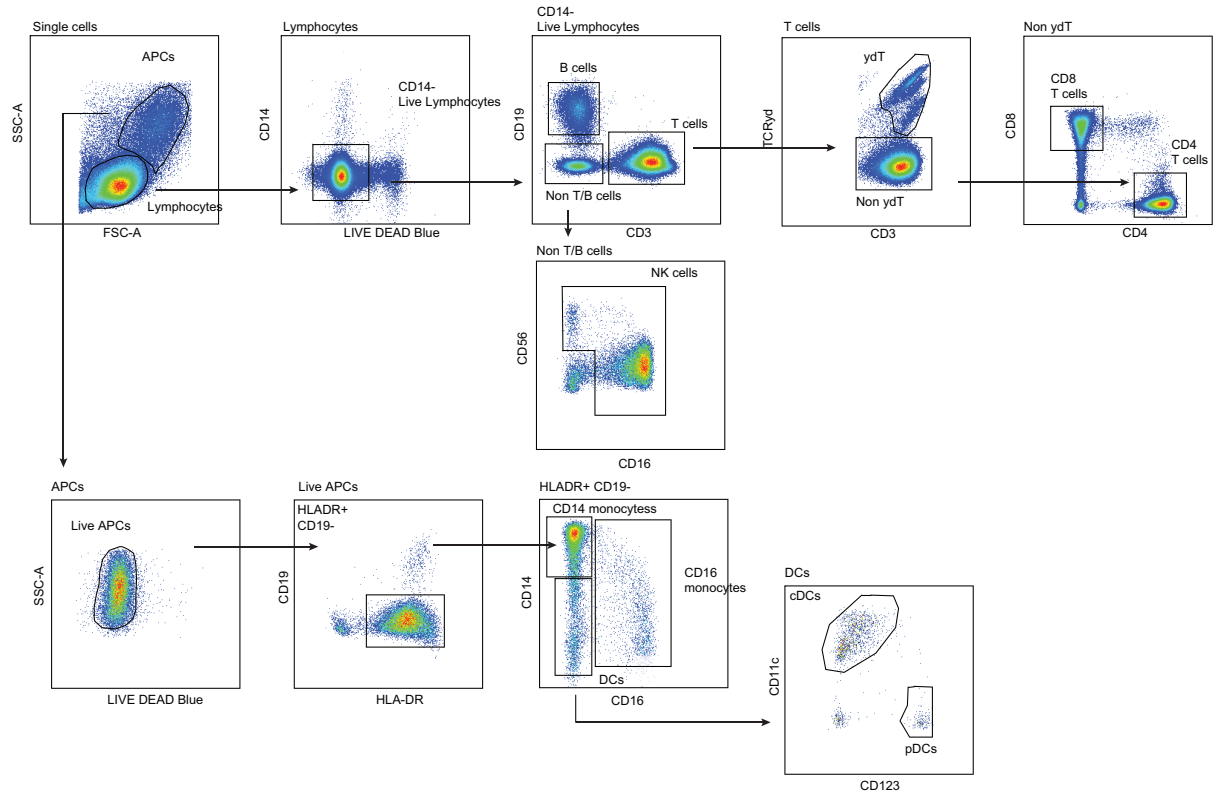 Single cells
APCs
SSC-A
Lymphocytes
FSC-A
Lymphocytes
CD14-
Live Lymphocytes
CD14
LIVE DEAD Blue
CD14-
Live Lymphocytes
B cells
CD19
T cells
Non T/B cells
CD3
T cells
ydT
TCRyd
Non ydT
CD3
Non ydT
CD8
T cells
CD8
CD4
T cells
CD4
Non T/B cells
NK cells
CD56
CD16
APCs
Live APCs
SSC-A
LIVE DEAD Blue
Live APCs
HLADR+
CD19-
CD19
HLA-DR
HLADR+ CD19-
CD14 monocytess
CD14
CD16
monocytes
DCs
CD16
DCs
cDCs
CD11c
pDCs
CD123